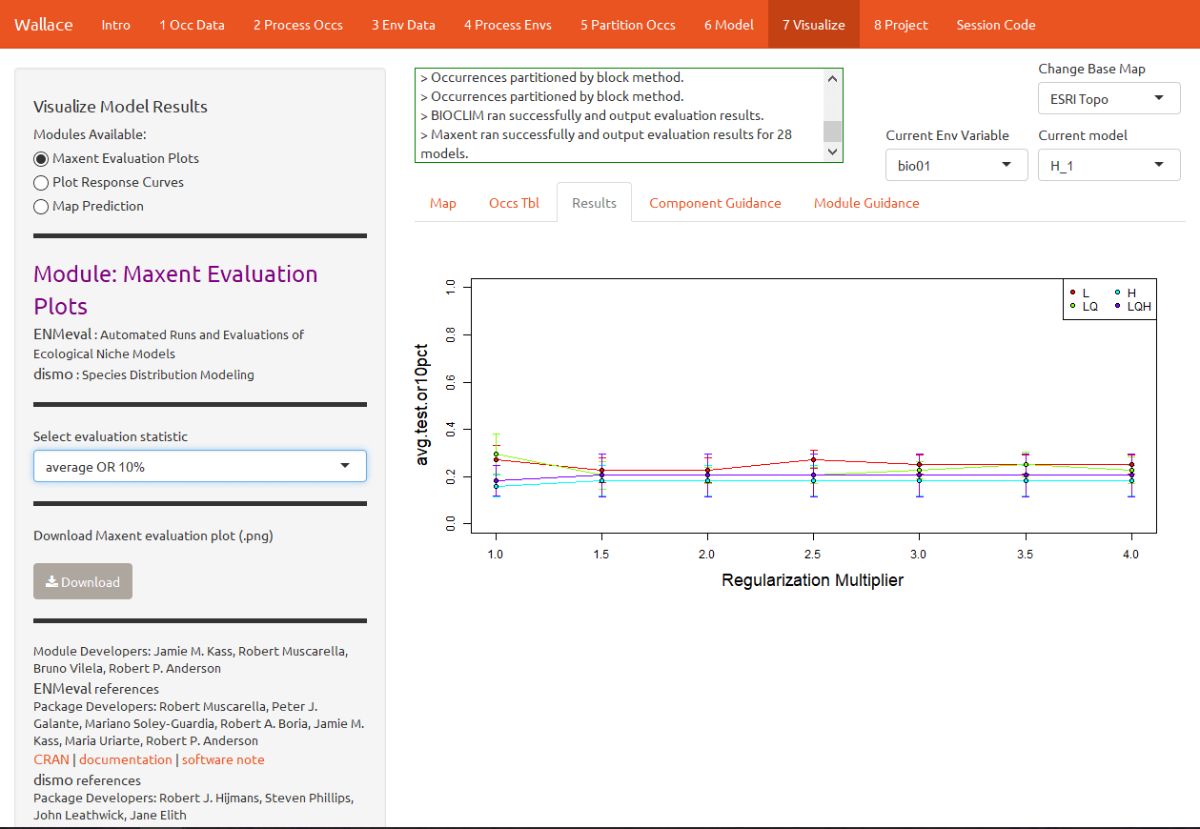 Wallace Intro 1 Occ Data 2 Process Occs 3 Env Data 4 Process Envs 5 Partition Occs 6 Model 7 Visualize 8 Project Session Code
Visualize Model Results
Modules Available:
Maxent Evaluation Plots
Plot Response Curves
Map Prediction
Module: Maxent Evaluation
Plots
ENMeval : Automated Runs and Evaluations of
Ecological Niche Models
dismo : Species Distribution Modeling
Select evaluation statistic
average OR 10%
Download Maxent evaluation plot (.png)
Download
Module Developers: Jamie M. Kass, Robert Muscarella,
Bruno Vilela, Robert P. Anderson
ENMeval references
Package Developers: Robert Muscarella, Peter J.
Galante, Mariano Soley-Guardia, Robert A. Boria, Jamie M.
Kass, Maria Uriarte, Robert P. Anderson
CRAN | documentation | software note
dismo references
Package Developers: Robert J. Hijmans, Steven Phillips,
John Leathwick, Jane Elith
> Occurrences partitioned by block method.
> Occurrences partitioned by block method.
> BIOCLIM ran successfully and output evaluation results.
> Maxent ran successfully and output evaluation results for 28
models.
Change Base Map
ESRI Topo
Current Env Variable
bio01
Current model
H_1
Map Occs Tbl Results Component Guidance Module Guidance
L H
LQ LQH
avg.test.or10pct
1.0
0.8
0.6
0.4
0.2
0.0
1.0 1.5 2.0 2.5 3.0 3.5 4.0
Regularization Multiplier